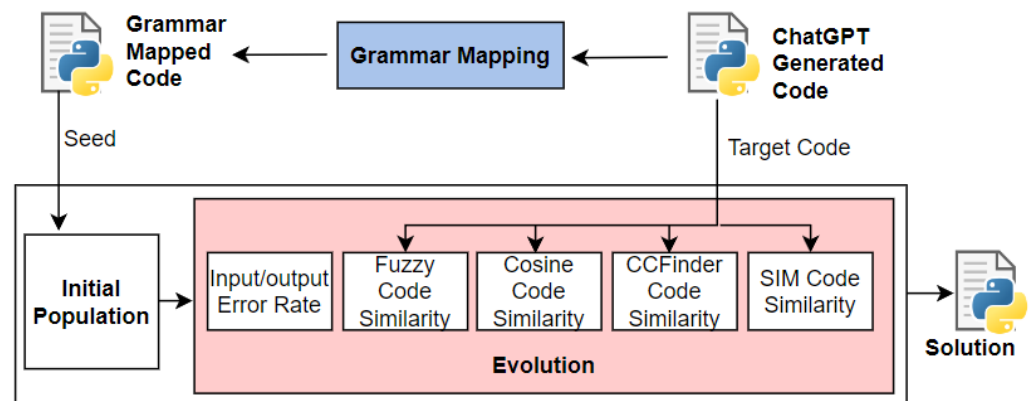 Grammar
Mapped
Code
Grammar Mapping
ChatGPT
Generated
Code
Seed
Target Code
Initial
Population
Input/output
Error Rate
Fuzzy
Code
Similarity
Cosine
Code
Similarity
CCFinder
Code
Similarity
SIM Code
Similarity
Evolution
Solution